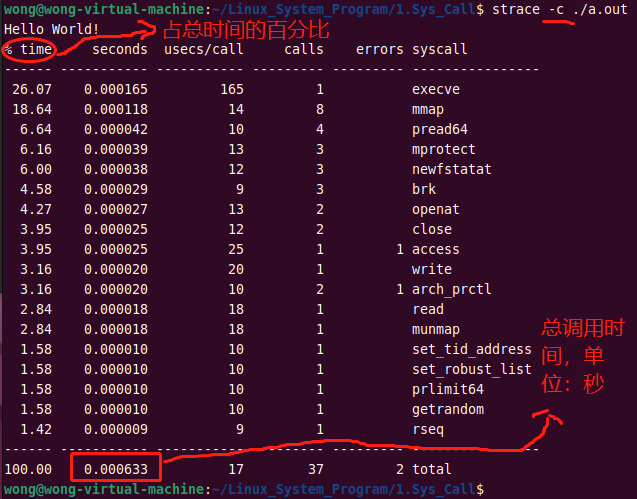 wong@wong-virtual-machine:~/Linux_System_Program/1.Sys_Call$ strace -c ./a.out
Hello World!
占总时间的百分比
% time     seconds  usecs/call     calls    errors syscall
------ ----------- ----------- --------- --------- ----------------
 26.07    0.000165         165         1           execve
 18.64    0.000118          14         8           mmap
  6.64    0.000042          10         4           pread64
  6.16    0.000039          13         3           mprotect
  6.00    0.000038          12         3           newfstatat
  4.58    0.000029           9         3           brk
  4.27    0.000027          13         2           openat
  3.95    0.000025          12         2           close
  3.95    0.000025          25         1         1 access
  3.16    0.000020          20         1           write
  3.16    0.000020          10         2         1 arch_prctl
  2.84    0.000018          18         1           read
  2.84    0.000018          18         1           munmap
  1.58    0.000010          10         1           set_tid_address
  1.58    0.000010          10         1           set_robust_list
  1.58    0.000010          10         1           prlimit64
  1.58    0.000010          10         1           getrandom
  1.42    0.000009           9         1           rseq
------ ----------- ----------- --------- --------- ----------------
100.00    0.000633          17        37         2 total
总调用时
间，单
位：秒
wong@wong-virtual-machine:~/Linux_System_Program/1.Sys_Call$